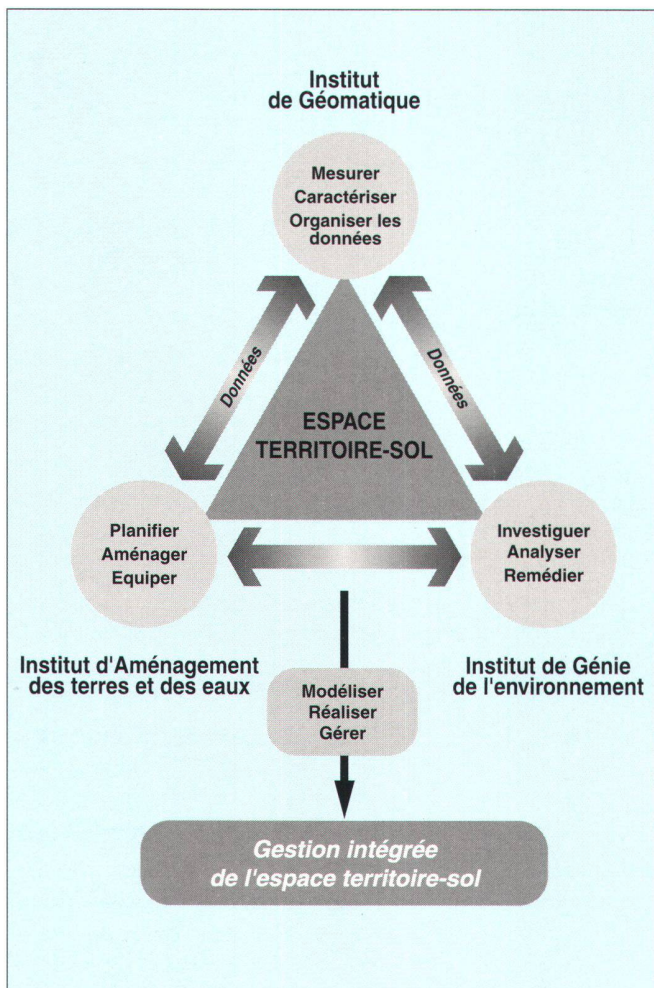 Institut
de Géomatique
Mesurer
Caractériser
Organiser les
données
Données
Données
ESPACE
TERRITOIRE-SOL
Planifier
Aménager
Equiper
Investiguer
Analyser
Remédier
Institut d'Aménagement
des terres et des eaux
Institut de Génie
de l'environnement
Modéliser
Réaliser
Gérer
Gestion intégrée
de l'espace territoire-sol